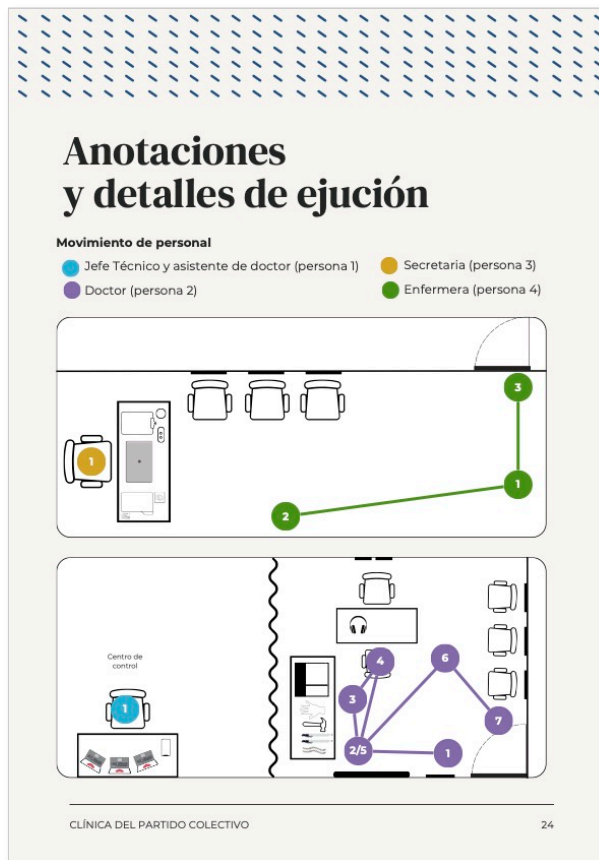 Anotaciones
y detalles de ejución
Movimiento de personal
Jefe Técnico y asistente de doctor (persona 1)
Secretaria (persona 3)
Doctor (persona 2)
Enfermera (persona 4)
3
1
1
2
Centro de
control
1
4
6
3
7
2/5
1
CLÍNICA DEL PARTIDO COLECTIVO
24